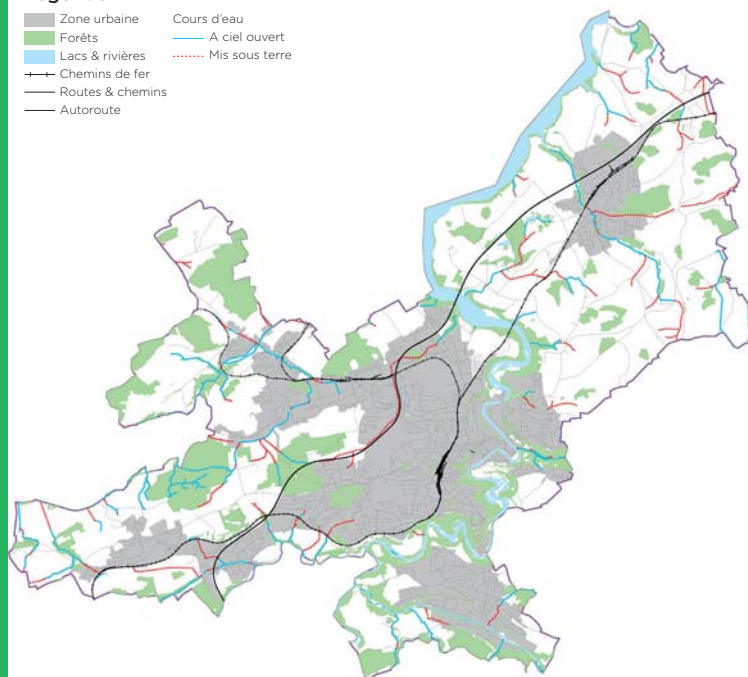 Zone urbaine
Forêts
Lacs & rivières
Chemins de fer
Routes & chemins
Autoroute
Cours d'eau
A ciel ouvert
Mis sous terre